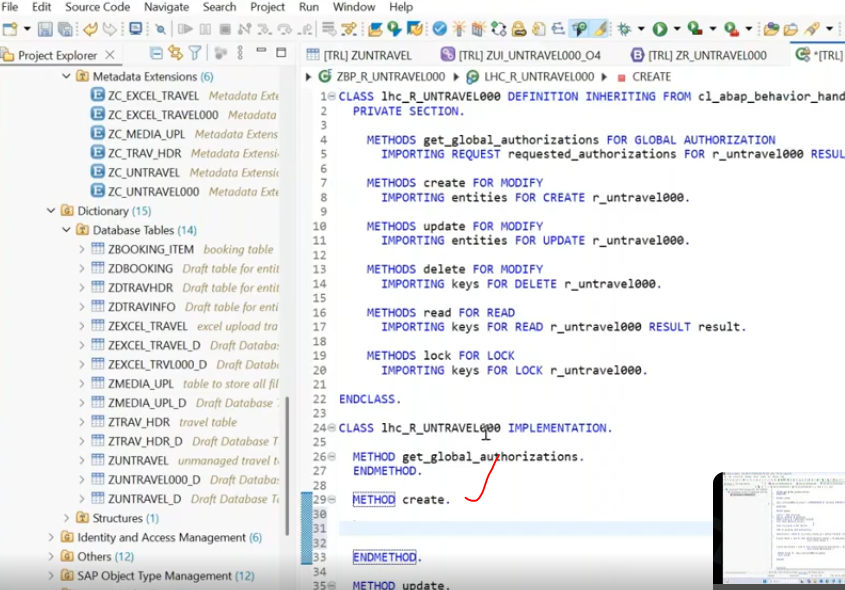 File Edit Source Code Navigate Search Project Run Window Help
Project Explorer
Metadata Extensions (6)
ZC_EXCEL_TRAVEL Metadata Exte
ZC_EXCEL_TRAVEL000 Metadata
ZC_MEDIA_UPL Metadata Extens
ZC_TRAV_HDR Metadata Extensi
ZC_UNTRAVEL Metadata Extensi
ZC_UNTRAVEL000 Metadata Exte
Dictionary (15)
Database Tables (14)
ZBOOKING_ITEM booking table
ZDBOOKING Draft table for entit
ZDTRAVHDR Draft table for entit
ZDTRAVINFO Draft table for enti
ZEXCEL_TRAVEL excel upload tra
ZEXCEL_TRAVEL_D Draft Databas
ZEXCEL_TRVL000_D Draft Datab
ZMEDIA_UPL table to store all fil
ZMEDIA_UPL_D Draft Database
ZTRAV_HDR travel table
ZTRAV_HDR_D Draft Database T
ZUNTRAVEL unmanaged travel t
ZUNTRAVEL000_D Draft Databas
ZUNTRAVEL_D Draft Database T
Structures (1)
Identity and Access Management (6)
Others (12)
SAP Object Type Management (12)
[TRL] ZUNTRAVEL [TRL] ZUI_UNTRAVEL000_O4 [TRL] ZR_UNTRAVEL000 *[TRL]
ZBP_R_UNTRAVEL000 LHC_R_UNTRAVEL000 CREATE
1 CLASS lhc_R_UNTRAVEL000 DEFINITION INHERITING FROM cl_abap_behavior_hand
2 PRIVATE SECTION.
3
4 METHODS get_global_authorizations FOR GLOBAL AUTHORIZATION
5 IMPORTING REQUEST requested_authorizations FOR r_untravel000 RESUL
6
7 METHODS create FOR MODIFY
8 IMPORTING entities FOR CREATE r_untravel000.
9
10 METHODS update FOR MODIFY
11 IMPORTING entities FOR UPDATE r_untravel000.
12
13 METHODS delete FOR MODIFY
14 IMPORTING keys FOR DELETE r_untravel000.
15
16 METHODS read FOR READ
17 IMPORTING keys FOR READ r_untravel000 RESULT result.
18
19 METHODS lock FOR LOCK
20 IMPORTING keys FOR LOCK r_untravel000.
21
22 ENDCLASS.
23
24 CLASS lhc_R_UNTRAVEL000 IMPLEMENTATION.
25
26 METHOD get_global_authorizations.
27 ENDMETHOD.
28
29 METHOD create.
30
31
32
33 ENDMETHOD.
34
35 METHOD update.